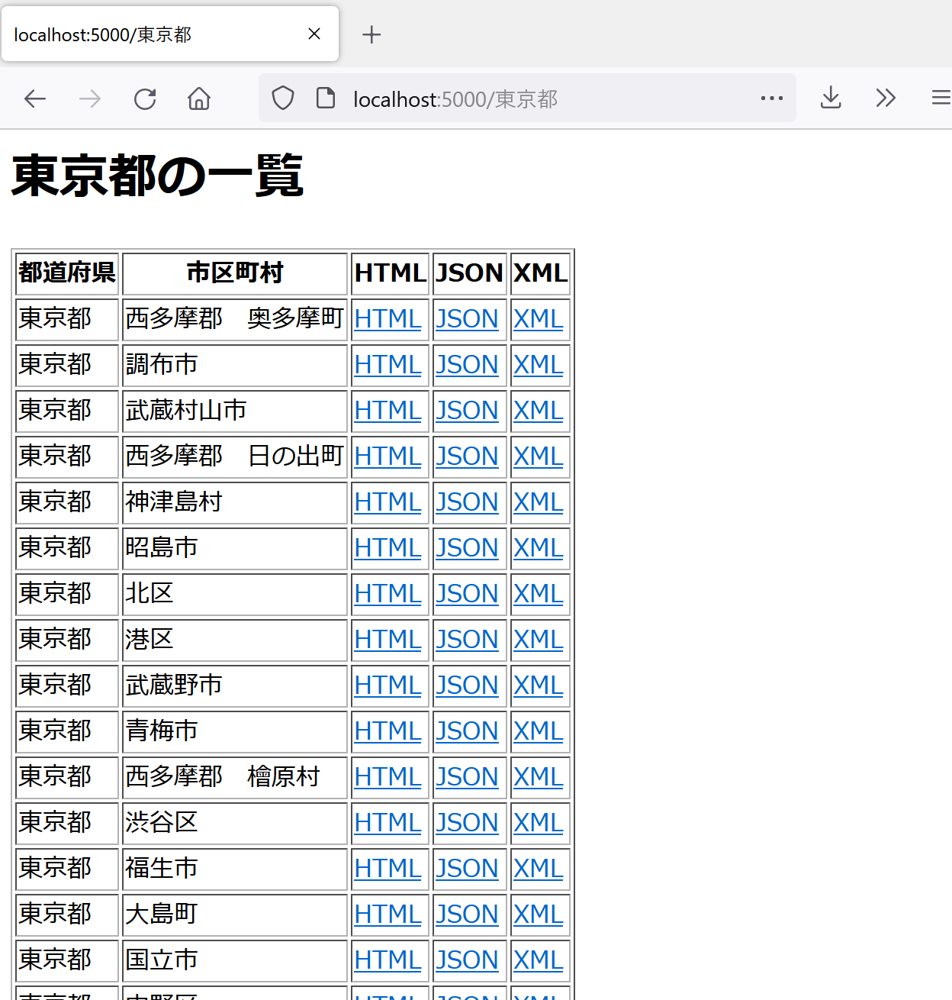 localhost:5000/東京都
localhost:5000/東京都
東京都の一覧
都道府県 市区町村 HTML JSON XML
東京都 西多摩郡　奥多摩町 HTML JSON XML
東京都 調布市 HTML JSON XML
東京都 武蔵村山市 HTML JSON XML
東京都 西多摩郡　日の出町 HTML JSON XML
東京都 神津島村 HTML JSON XML
東京都 昭島市 HTML JSON XML
東京都 北区 HTML JSON XML
東京都 港区 HTML JSON XML
東京都 武蔵野市 HTML JSON XML
東京都 青梅市 HTML JSON XML
東京都 西多摩郡　檜原村 HTML JSON XML
東京都 渋谷区 HTML JSON XML
東京都 福生市 HTML JSON XML
東京都 大島町 HTML JSON XML
東京都 国立市 HTML JSON XML
東京都 中野区 HTML JSON XML